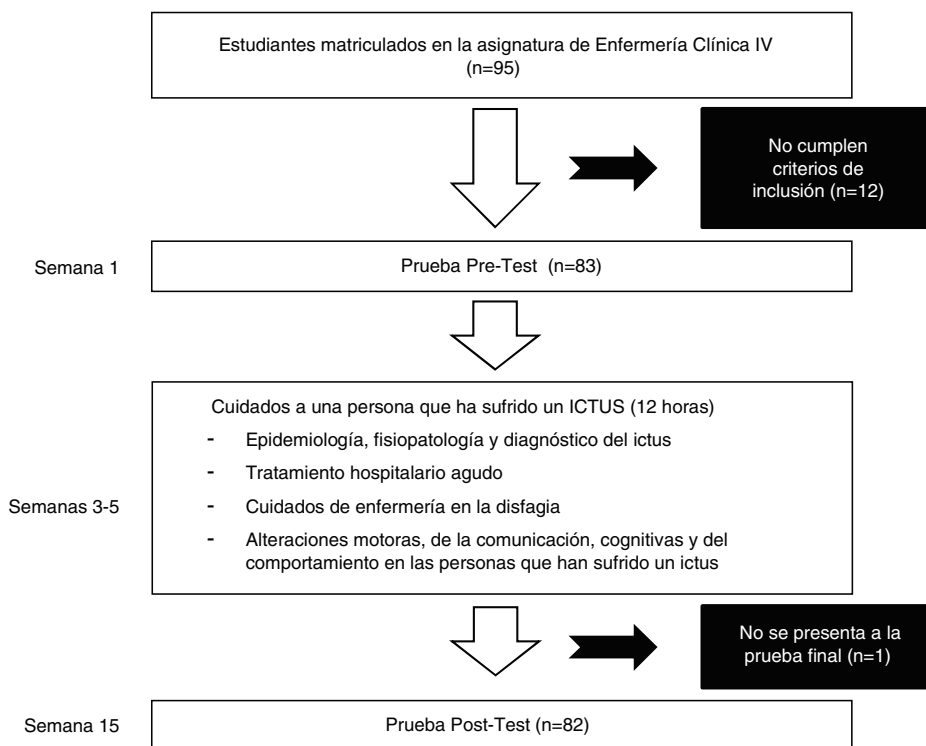 Estudiantes matriculados en la asignatura de Enfermería Clínica IV
(n=95)
No cumplen
criterios de
inclusión (n=12)
Semana 1
Prueba Pre-Test (n=83)
Cuidados a una persona que ha sufrido un ICTUS (12 horas)
- Epidemiología, fisiopatología y diagnóstico del ictus
- Tratamiento hospitalario agudo
Semanas 3-5
- Cuidados de enfermería en la disfagia
- Alteraciones motoras, de la comunicación, cognitivas y del
comportamiento en las personas que han sufrido un ictus
No se presenta a la
prueba final (n=1)
Semana 15
Prueba Post-Test (n=82)